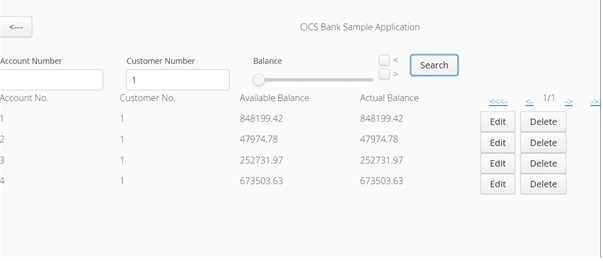 <---
CICS Bank Sample Application
Account Number Customer Number Balance < Search
1 >
Account No. Customer No. Available Balance Actual Balance <<<- <- 1/1 -> ->
1 1 848199.42 848199.42 Edit Delete
2 1 47974.78 47974.78 Edit Delete
3 1 252731.97 252731.97 Edit Delete
4 1 673503.63 673503.63 Edit Delete